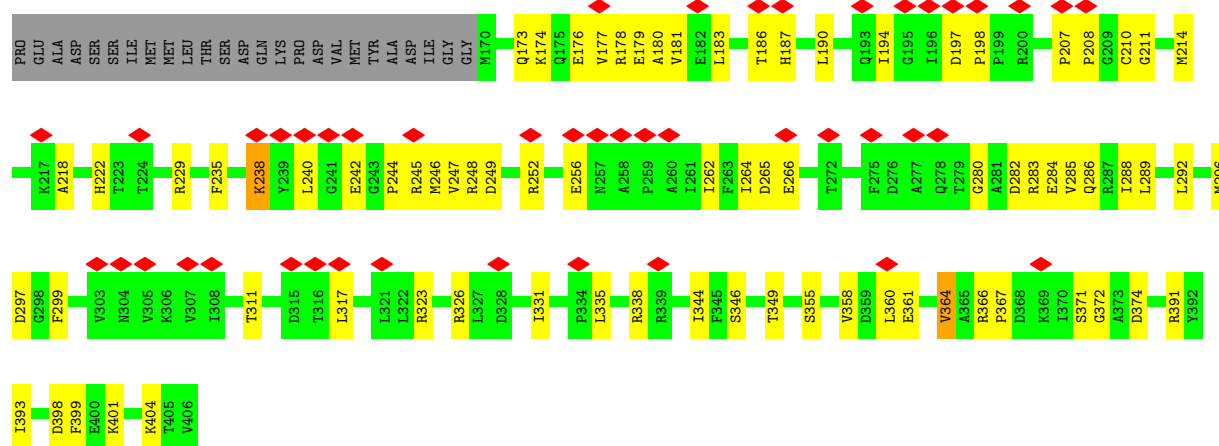 PRO GLU ALA ASP SER SER ILE MET MET LEU THR SER ASP GLN LYS PRO ASP VAL MET TYR ALA ASP ILE GLY GLY M170 Q173 K174 Q175 E176 V177 R178 E179 A180 V181 E182 L183 T186 H187 L190 Q193 I194 G195 I196 D197 P198 P199 R200 P207 P208 G209 C210 G211 M214
K217 A218 H222 T223 T224 R229 F235 K238 Y239 L240 G241 E242 G243 P244 R245 M246 V247 R248 D249 R252 E256 N257 A258 P259 A260 I261 I262 F263 I264 D265 E266 T272 F275 D276 A277 Q278 T279 G280 A281 D282 R283 E284 V285 Q286 R287 I288 L289 L292 M296
D297 G298 F299 V303 N304 V305 K306 V307 I308 T311 D315 T316 L317 L321 L322 R323 R326 L327 D328 I331 P334 L335 R338 R339 I344 F345 S346 T349 S355 V358 D359 L360 E361 V364 A365 R366 P367 D368 K369 I370 S371 G372 A373 D374 R391 Y392
I393 D398 F399 E400 K401 K404 T405 V406